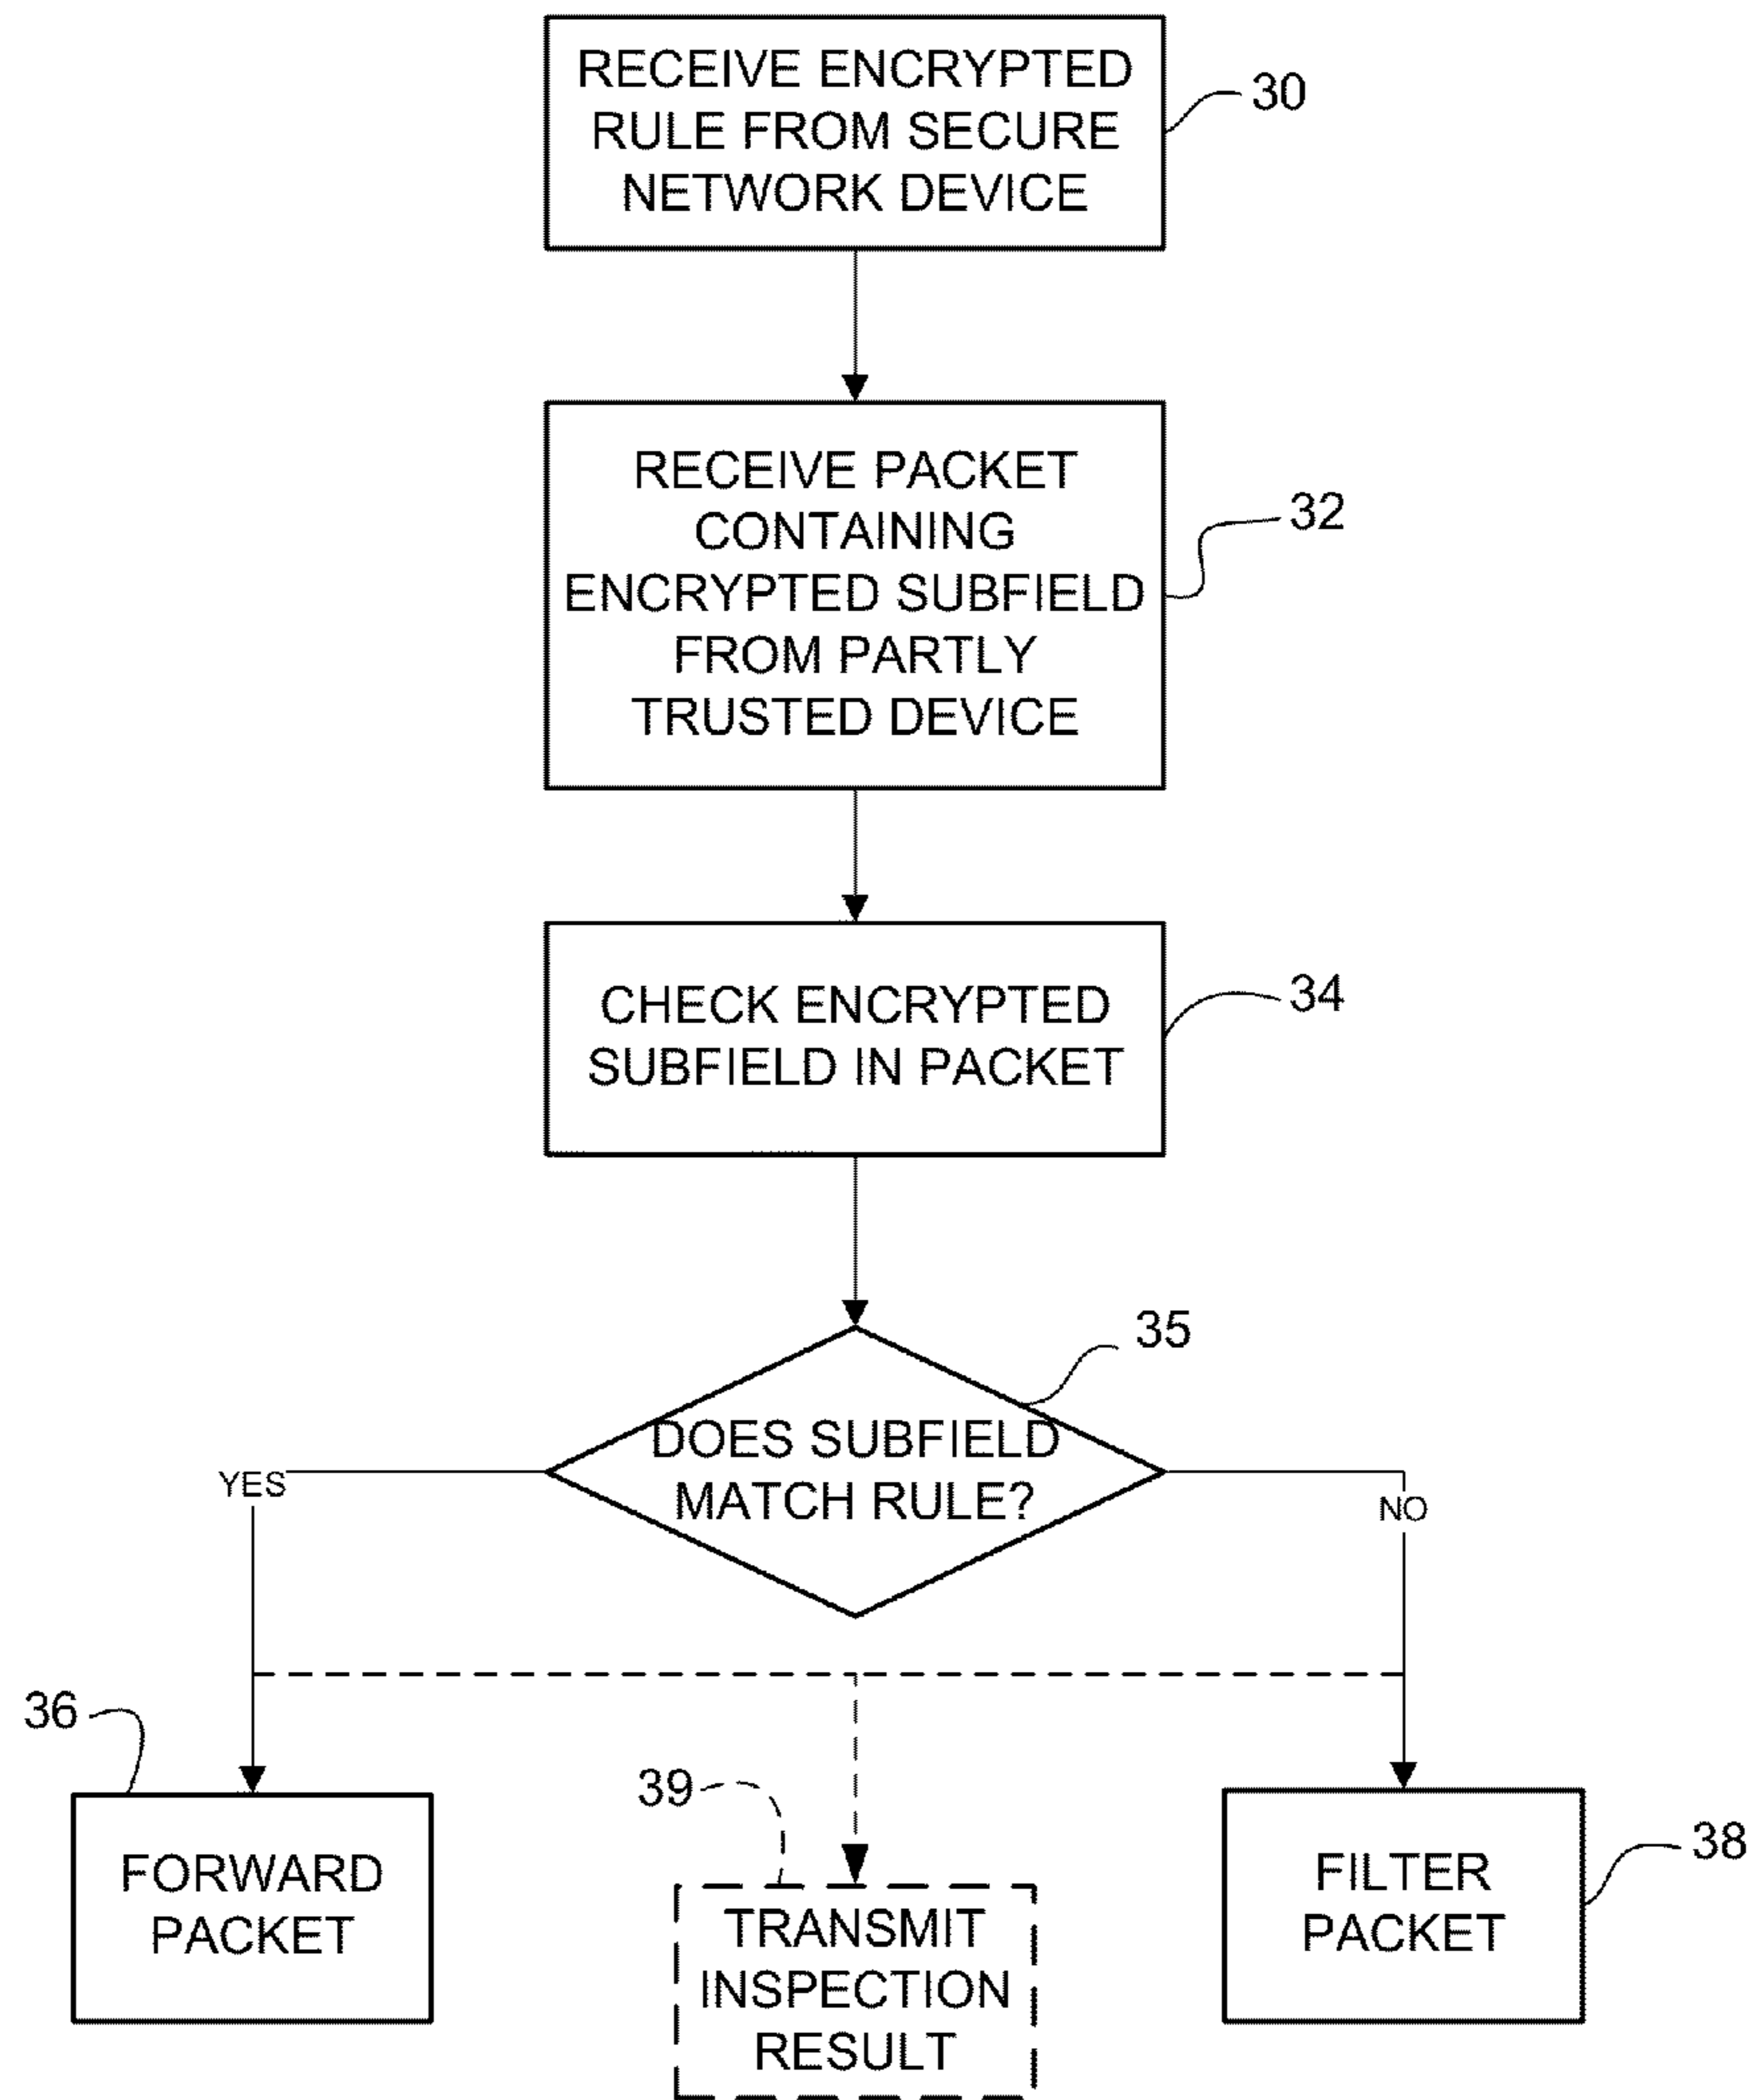 RECEIVE ENCRYPTED
RULE FROM SECURE
NETWORK DEVICE
30
RECEIVE PACKET
CONTAINING
ENCRYPTED SUBFIELD
FROM PARTLY
TRUSTED DEVICE
32
CHECK ENCRYPTED
SUBFIELD IN PACKET
34
35
DOES SUBFIELD
MATCH RULE?
YES
NO
36
FORWARD
PACKET
39
TRANSMIT
INSPECTION
RESULT
38
FILTER
PACKET